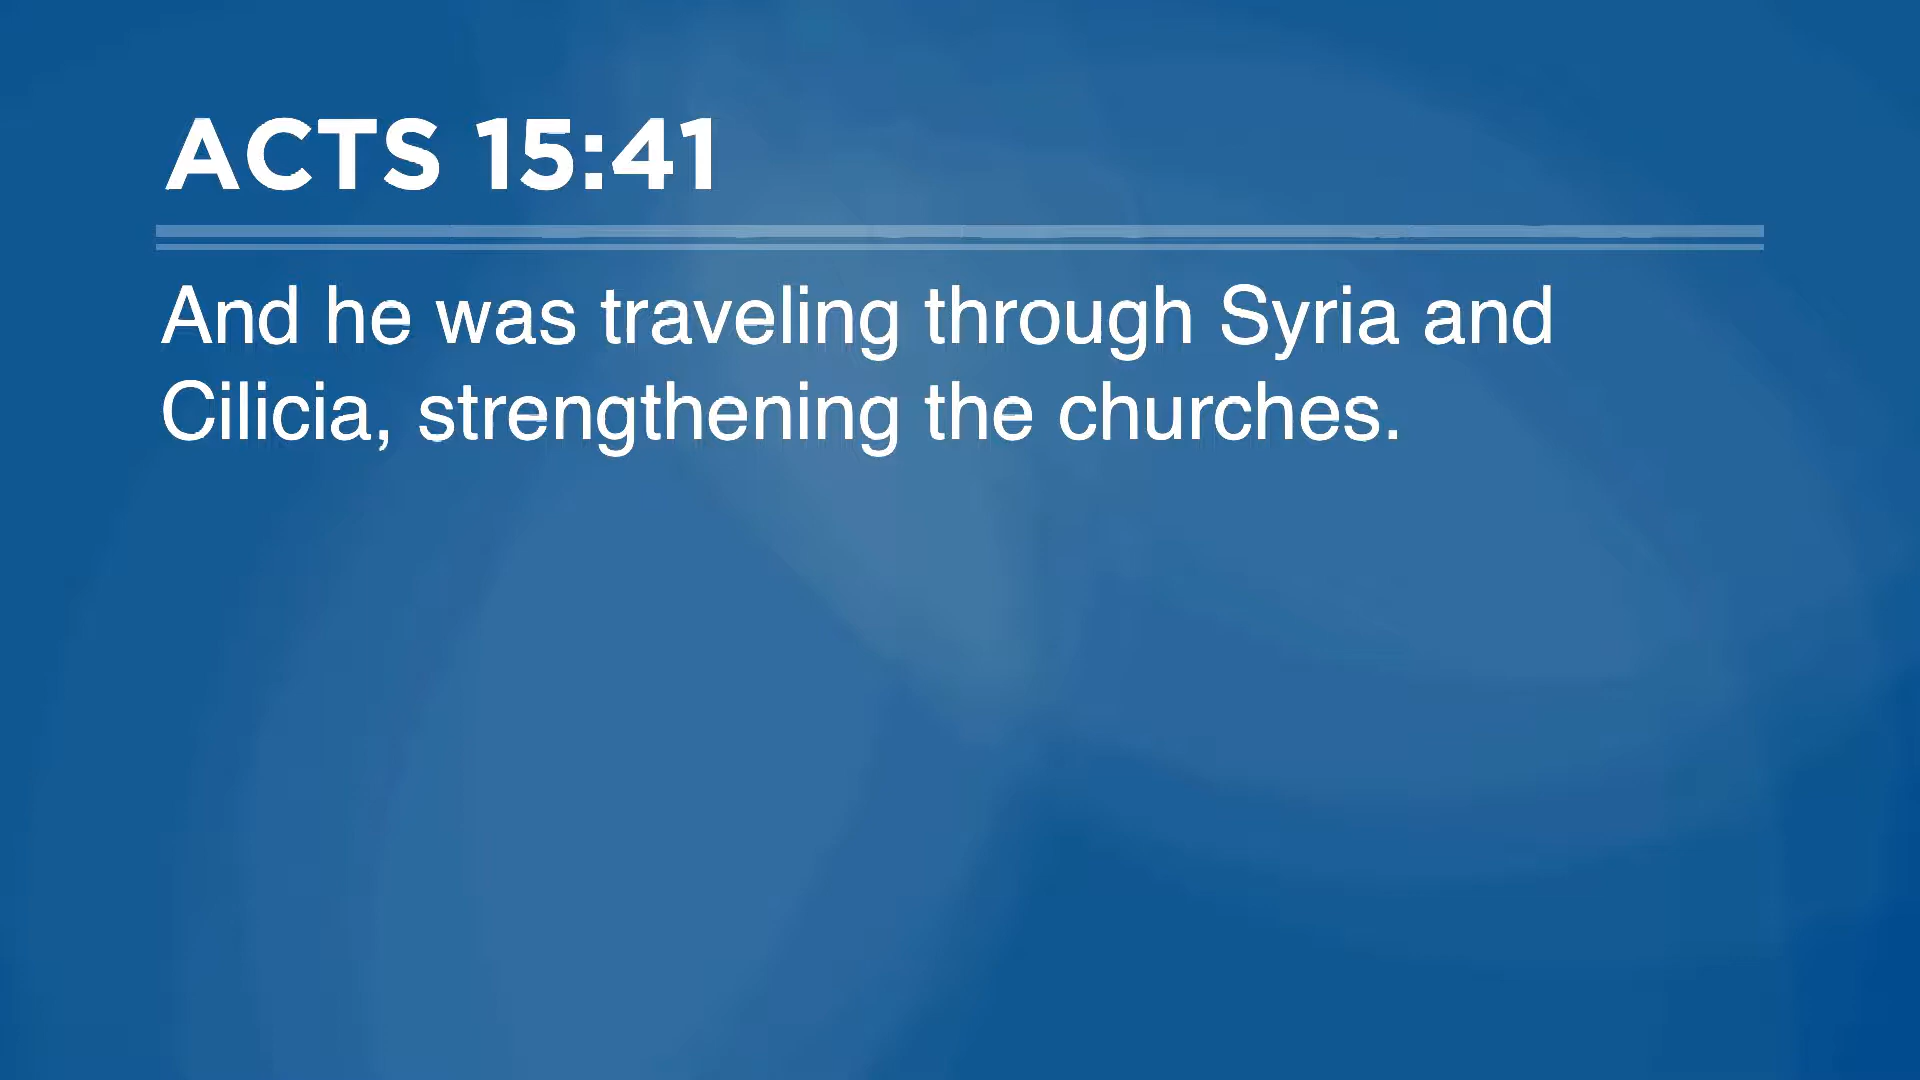 ACTS 15:41
And he was traveling through Syria and
Cilicia, strengthening the churches.